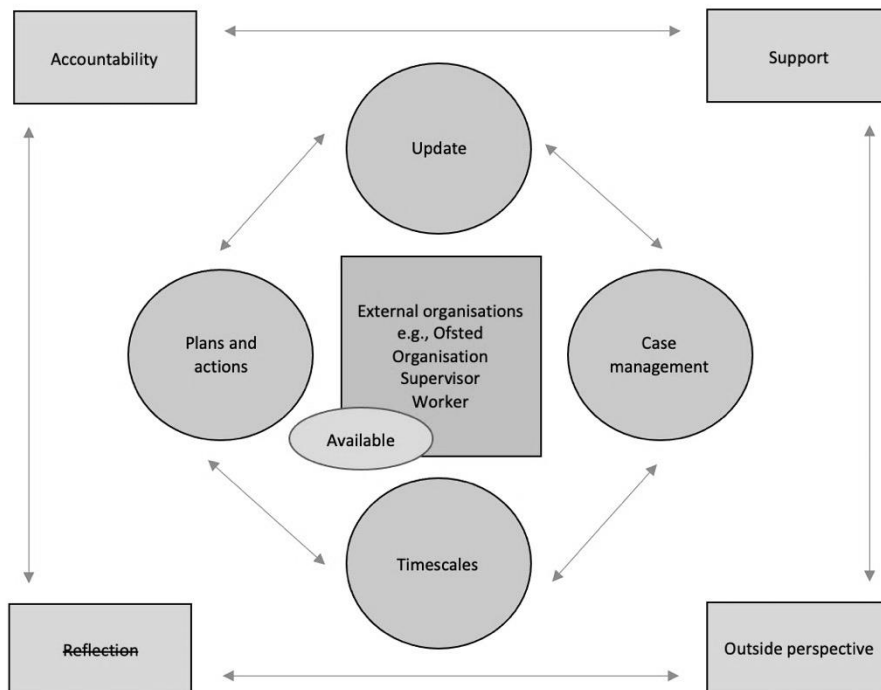 Accountability
Support
Update
Plans and
actions
External organisations
e.g., Ofsted
Organisation
Supervisor
Worker
Case
management
Available
Timescales
Reflection
Outside perspective